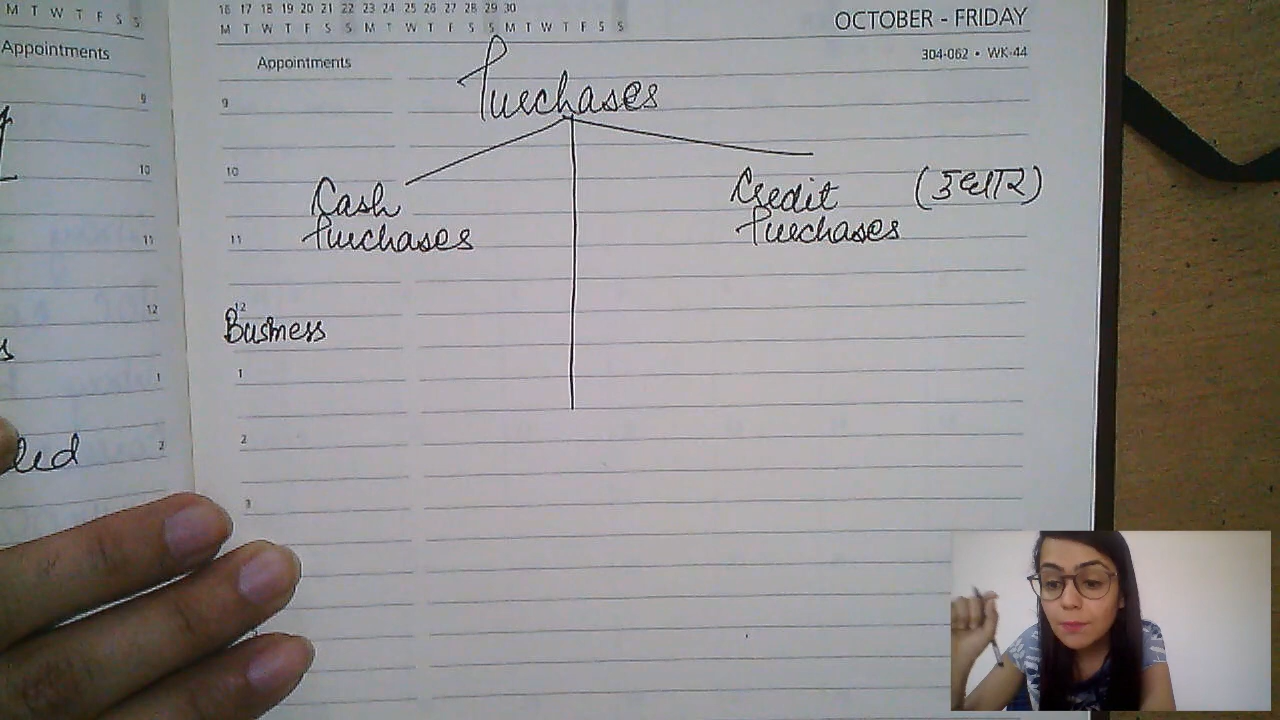 M T W T F S S
Appointments
9
10
11
12
1
led
2
16 17 18 19 20 21 22 23 24 25 26 27 28 29 30
M T W T F S S M T W T F S S M T W T F S S
OCTOBER - FRIDAY
Appointments
304-062 • WK-44
Purchases
9
10
Cash
Purchases
Credit (उधार)
Purchases
11
12
Business
1
2
3